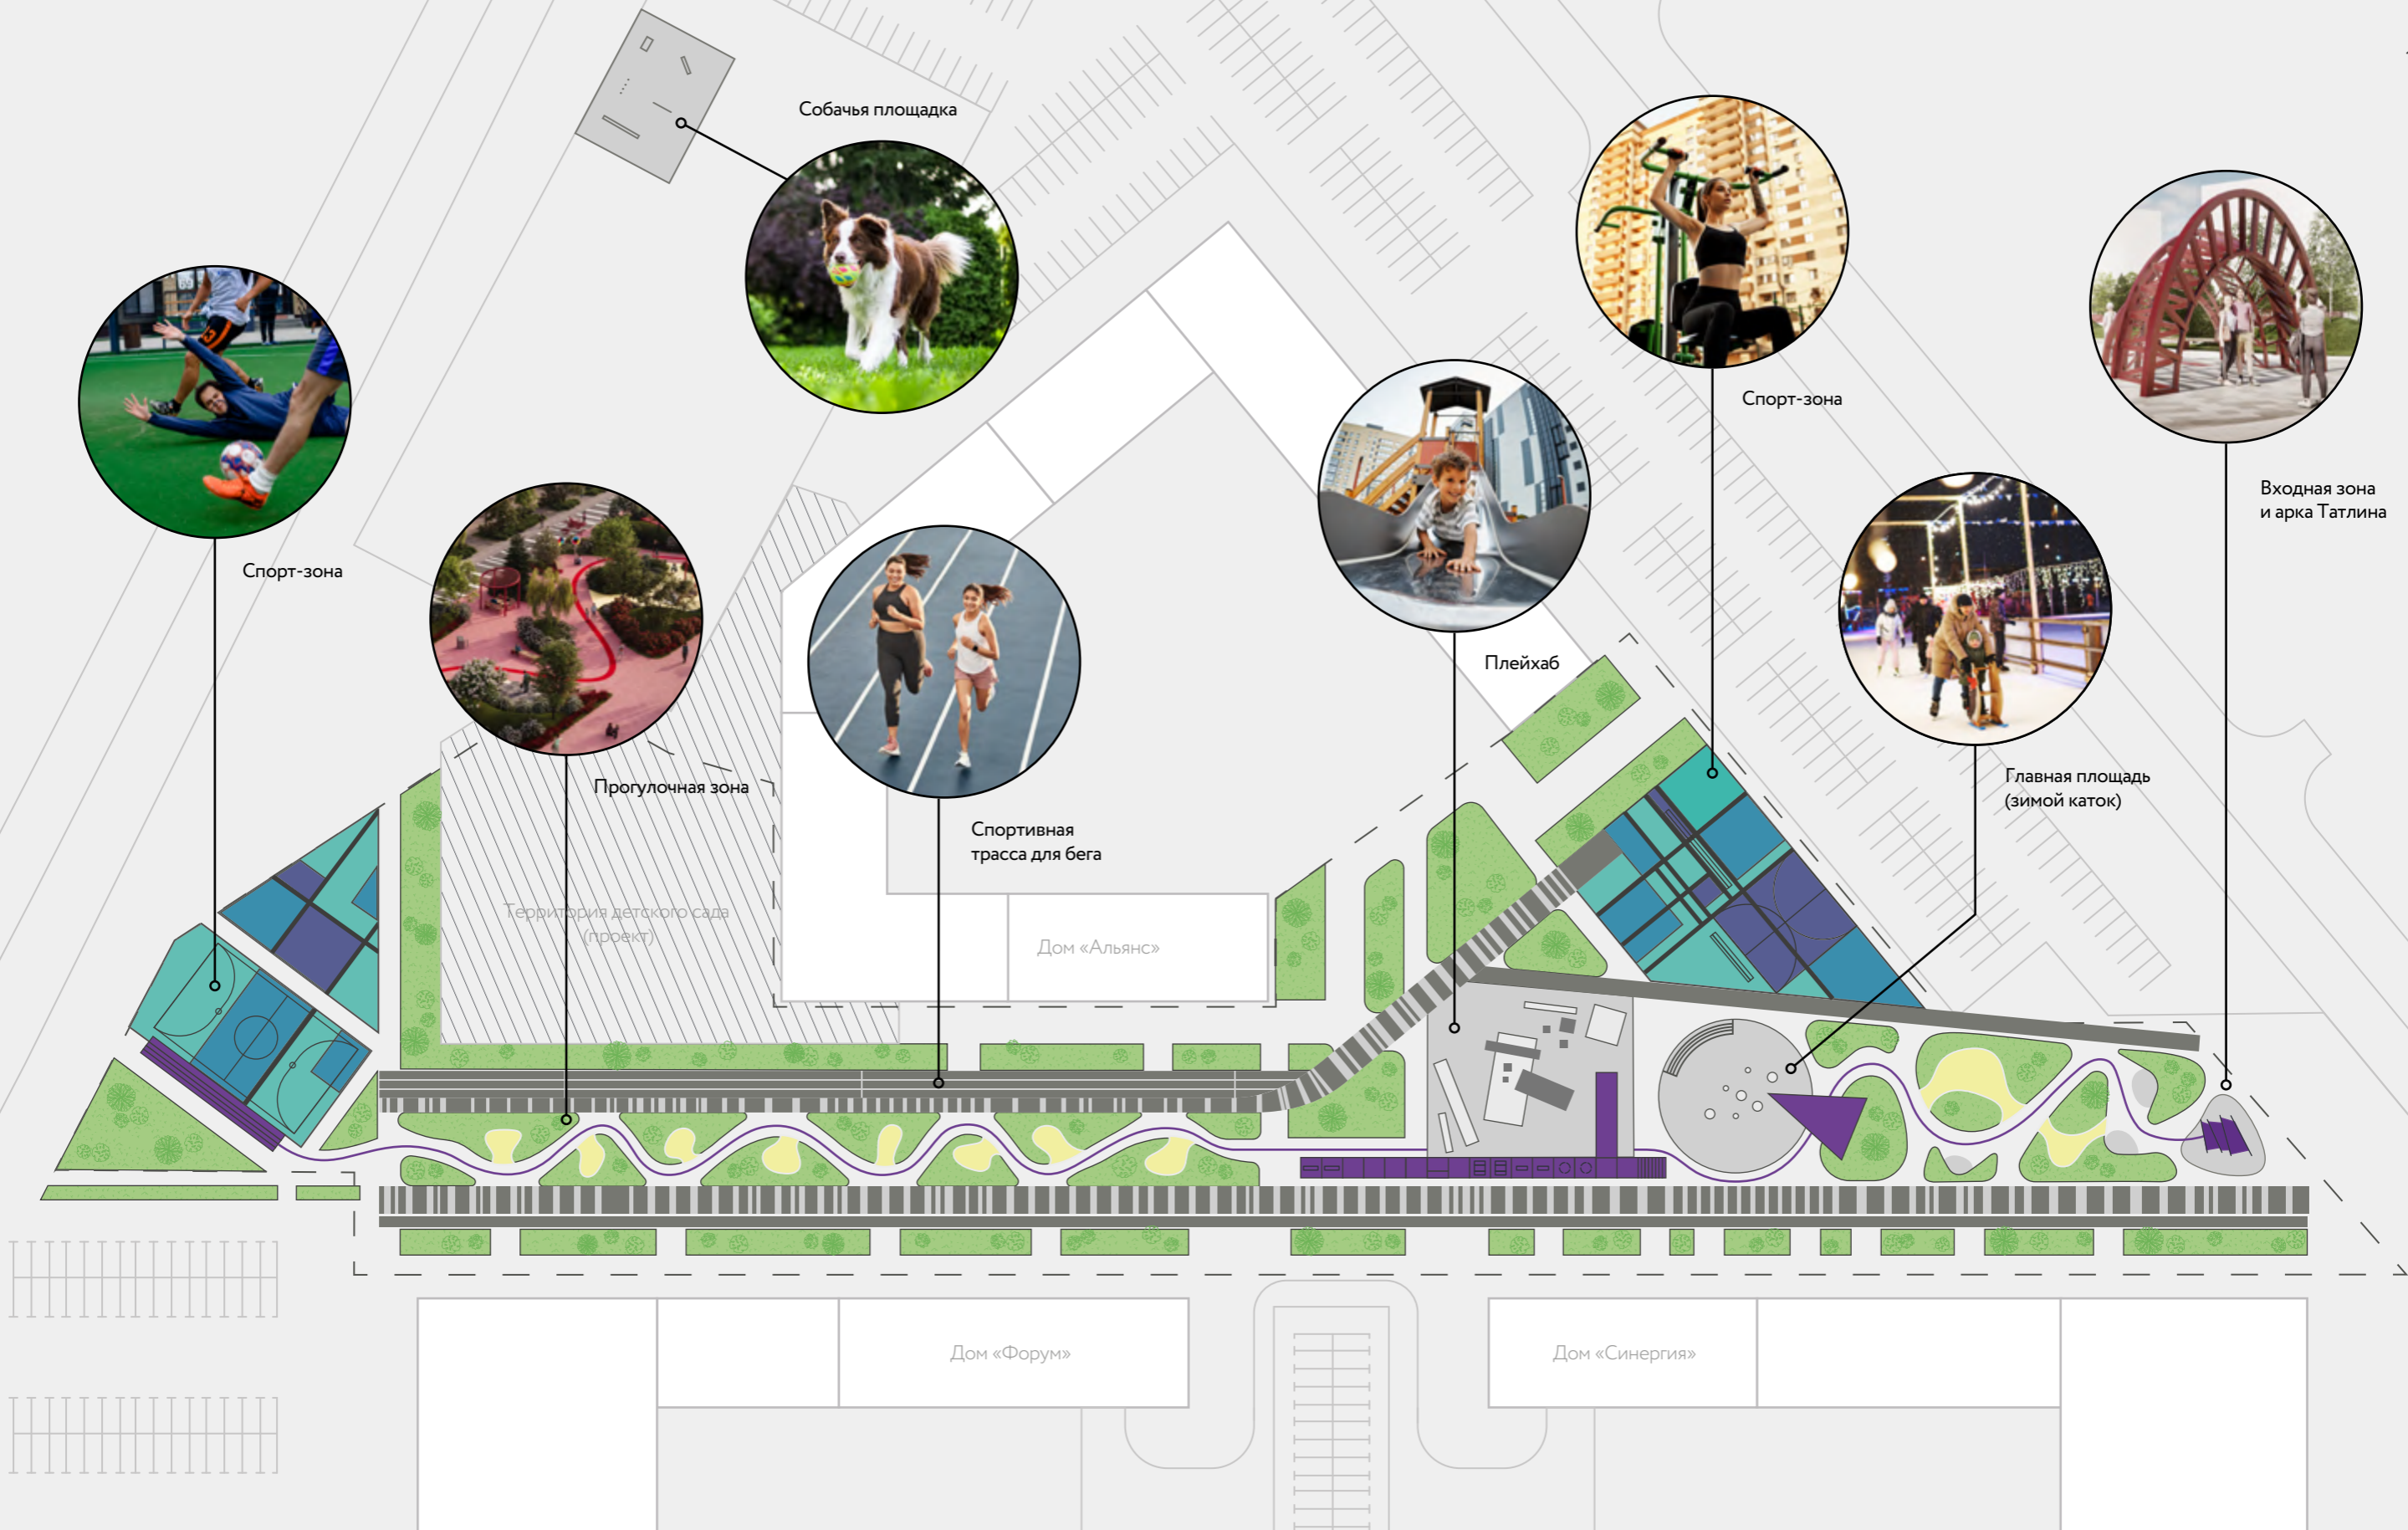 Собачья площадка
Спорт-зона
Входная зона
и арка Татлина
Спорт-зона
Плейхаб
Главная площадь
(зимой каток)
Прогулочная зона
Спортивная
трасса для бега
Территория детского сада
(проект)
Дом «Альянс»
Дом «Форум»
Дом «Синергия»